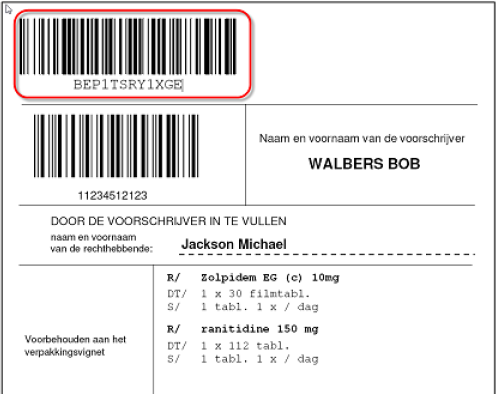 BEP1TSRY1XGE
Naam en voornaam van de voorschrijver
WALBERS BOB
11234512123
DOOR DE VOORSCHRIJVER IN TE VULLEN
naam en voornaam
van de rechthebbende: Jackson Michael
R/ Zolpidem EG (c) 10mg
DT/ 1 x 30 filmtabl.
S/ 1 tabl. 1 x / dag
R/ ranitidine 150 mg
DT/ 1 x 112 tabl.
S/ 1 tabl. 1 x / dag
Voorbehouden aan het
verpakkingsvignet